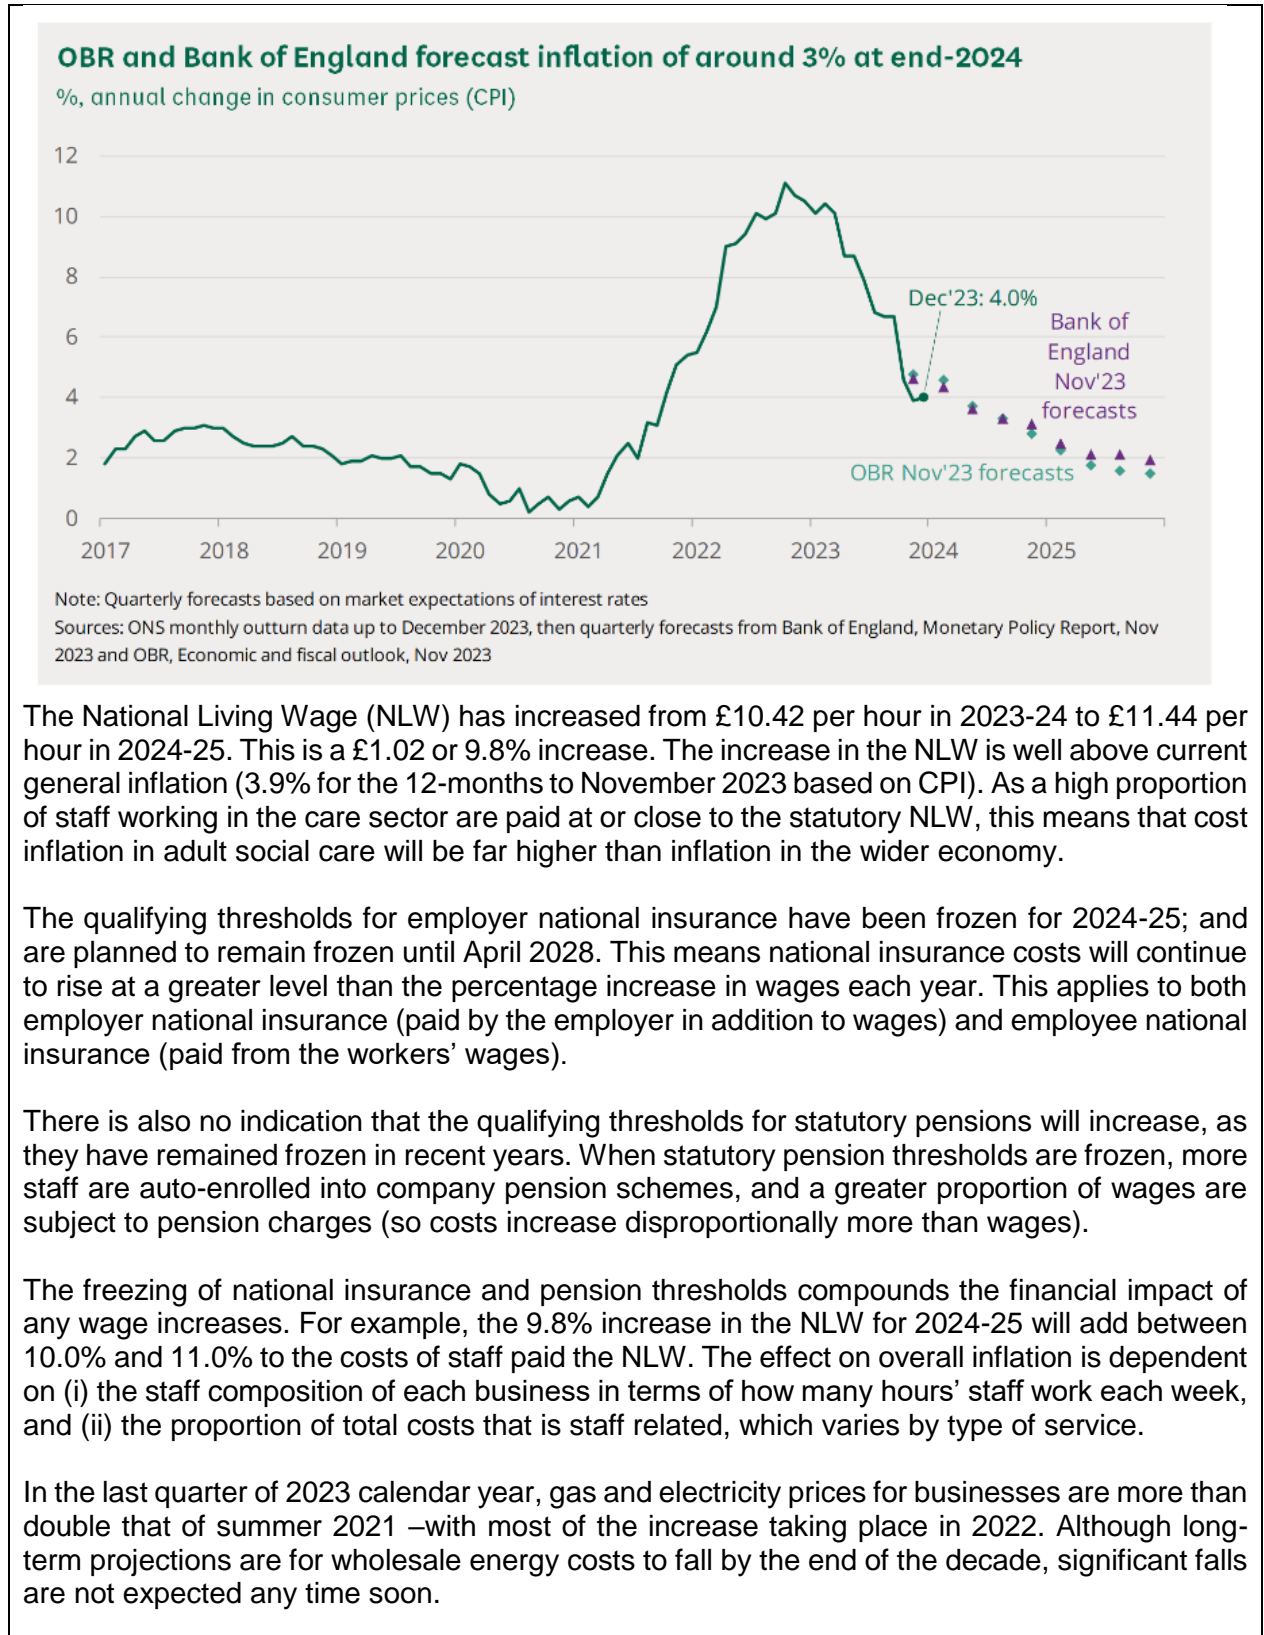 OBR and Bank of England forecast inflation of around 3% at end-2024
%, annual change in consumer prices (CPI)
12
10
8
6
4
2
0
Dec'23: 4.0%
Bank of
England
Nov'23
forecasts
OBR Nov'23 forecasts
2017 2018 2019 2020 2021 2022 2023 2024 2025
Note: Quarterly forecasts based on market expectations of interest rates
Sources: ONS monthly outturn data up to December 2023, then quarterly forecasts from Bank of England, Monetary Policy Report, Nov
2023 and OBR, Economic and fiscal outlook, Nov 2023
The National Living Wage (NLW) has increased from £10.42 per hour in 2023-24 to £11.44 per
hour in 2024-25. This is a £1.02 or 9.8% increase. The increase in the NLW is well above current
general inflation (3.9% for the 12-months to November 2023 based on CPI). As a high proportion
of staff working in the care sector are paid at or close to the statutory NLW, this means that cost
inflation in adult social care will be far higher than inflation in the wider economy.
The qualifying thresholds for employer national insurance have been frozen for 2024-25; and
are planned to remain frozen until April 2028. This means national insurance costs will continue
to rise at a greater level than the percentage increase in wages each year. This applies to both
employer national insurance (paid by the employer in addition to wages) and employee national
insurance (paid from the workers’ wages).
There is also no indication that the qualifying thresholds for statutory pensions will increase, as
they have remained frozen in recent years. When statutory pension thresholds are frozen, more
staff are auto-enrolled into company pension schemes, and a greater proportion of wages are
subject to pension charges (so costs increase disproportionally more than wages).
The freezing of national insurance and pension thresholds compounds the financial impact of
any wage increases. For example, the 9.8% increase in the NLW for 2024-25 will add between
10.0% and 11.0% to the costs of staff paid the NLW. The effect on overall inflation is dependent
on (i) the staff composition of each business in terms of how many hours’ staff work each week,
and (ii) the proportion of total costs that is staff related, which varies by type of service.
In the last quarter of 2023 calendar year, gas and electricity prices for businesses are more than
double that of summer 2021 –with most of the increase taking place in 2022. Although long-
term projections are for wholesale energy costs to fall by the end of the decade, significant falls
are not expected any time soon.